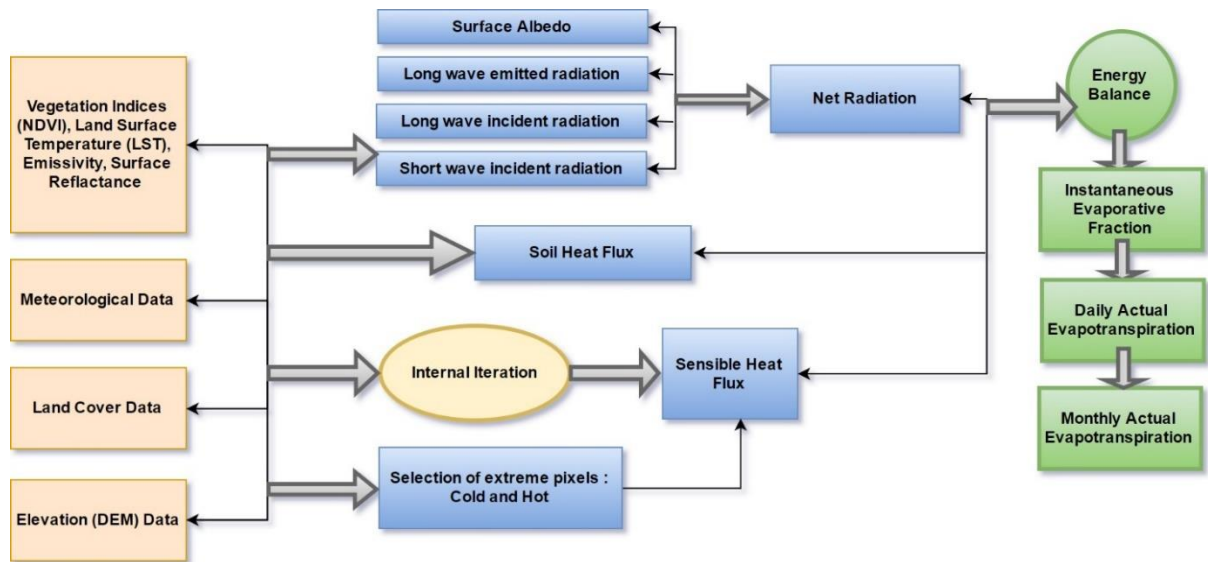 Vegetation Indices
(NDVI), Land Surface
Temperature (LST),
Emissivity, Surface
Reflactance
Meteorological Data
Land Cover Data
Elevation (DEM) Data
Surface Albedo
Long wave emitted radiation
Long wave incident radiation
Short wave incident radiation
Soil Heat Flux
Internal Iteration
Selection of extreme pixels :
Cold and Hot
Net Radiation
Sensible Heat
Flux
Energy
Balance
Instantaneous
Evaporative
Fraction
Daily Actual
Evapotranspiration
Monthly Actual
Evapotranspiration